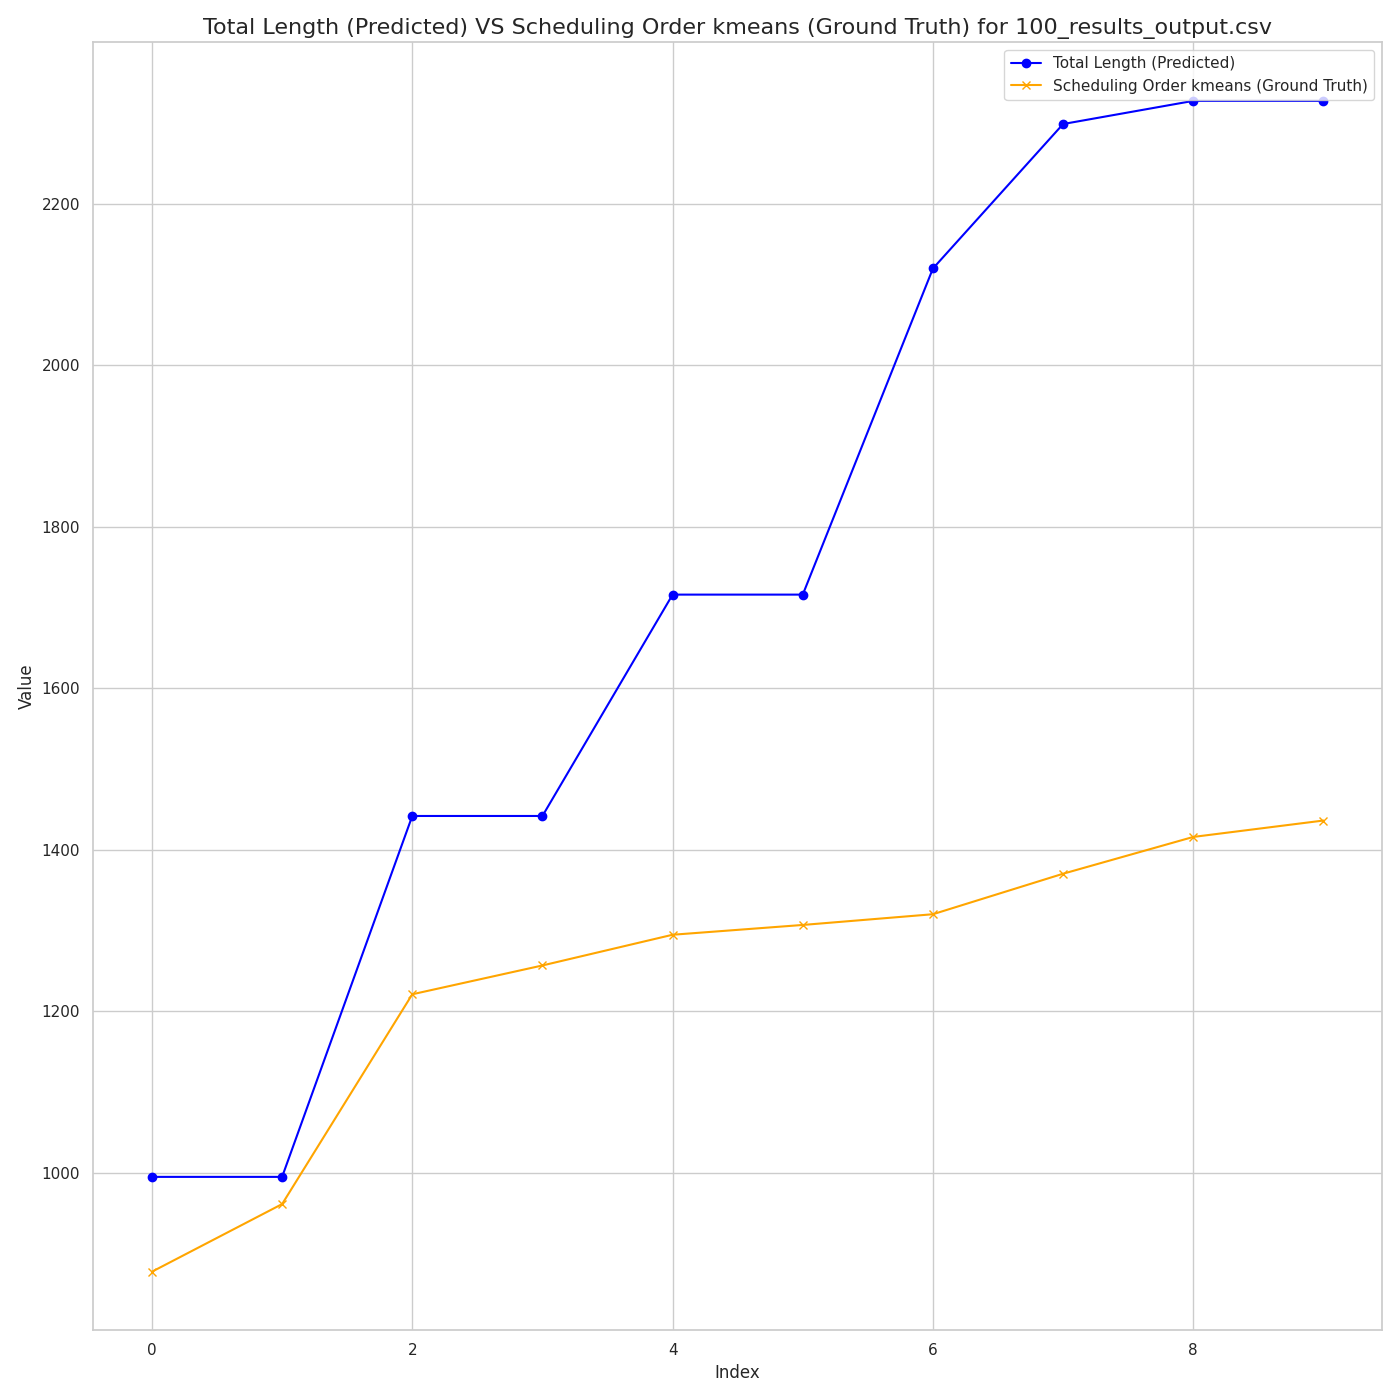 Total Length (Predicted) VS Scheduling Order kmeans (Ground Truth) for 100_results_output.csv
Total Length (Predicted)
Scheduling Order kmeans (Ground Truth)
2200
2000
1800
1600
1400
1200
1000
Value
0 2 4 6 8
Index